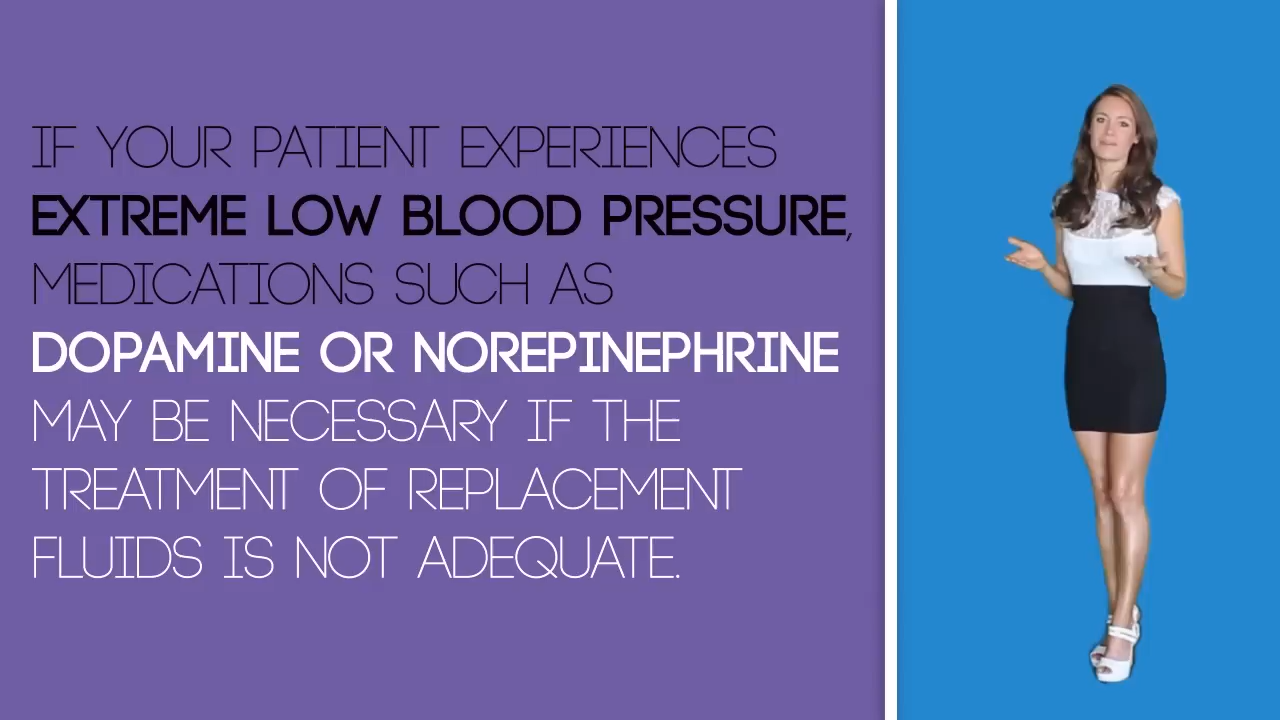 IF YOUR PATIENT EXPERIENCES
EXTREME LOW BLOOD PRESSURE,
MEDICATIONS SUCH AS
DOPAMINE OR NOREPINEPHRINE
MAY BE NECESSARY IF THE
TREATMENT OF REPLACEMENT
FLUIDS IS NOT ADEQUATE.